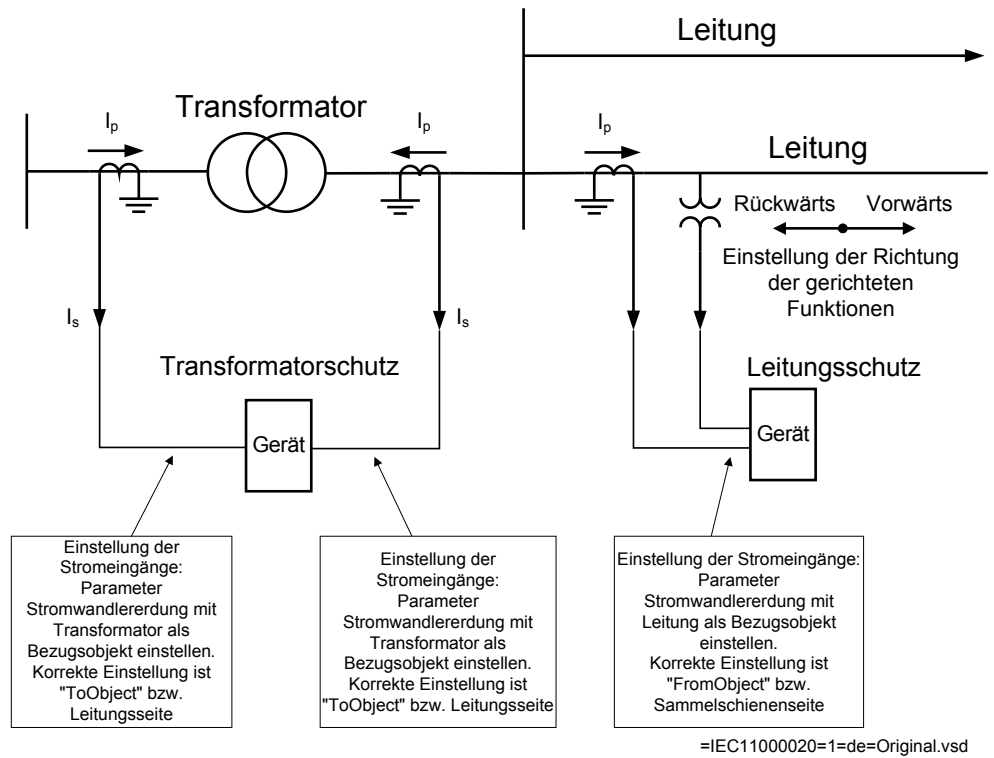 Leitung
Transformator
Ip
Ip
Ip
Leitung
Rückwärts
Vorwärts
Einstellung der Richtung
der gerichteten
Funktionen
Is
Is
Transformatorschutz
Leitungsschutz
Gerät
Gerät
Einstellung der
Stromeingänge:
Parameter
Stromwandlererdung mit
Transformator als
Bezugsobjekt einstellen.
Korrekte Einstellung ist
"ToObject" bzw.
Leitungsseite
Einstellung der
Stromeingänge:
Parameter
Stromwandlererdung mit
Transformator als
Bezugsobjekt einstellen.
Korrekte Einstellung ist
"ToObject" bzw. Leitungsseite
Einstellung der Stromeingänge:
Parameter
Stromwandlererdung mit
Leitung als Bezugsobjekt
einstellen.
Korrekte Einstellung ist
"FromObject" bzw.
Sammelschienenseite
=IEC11000020=1=de=Original.vsd